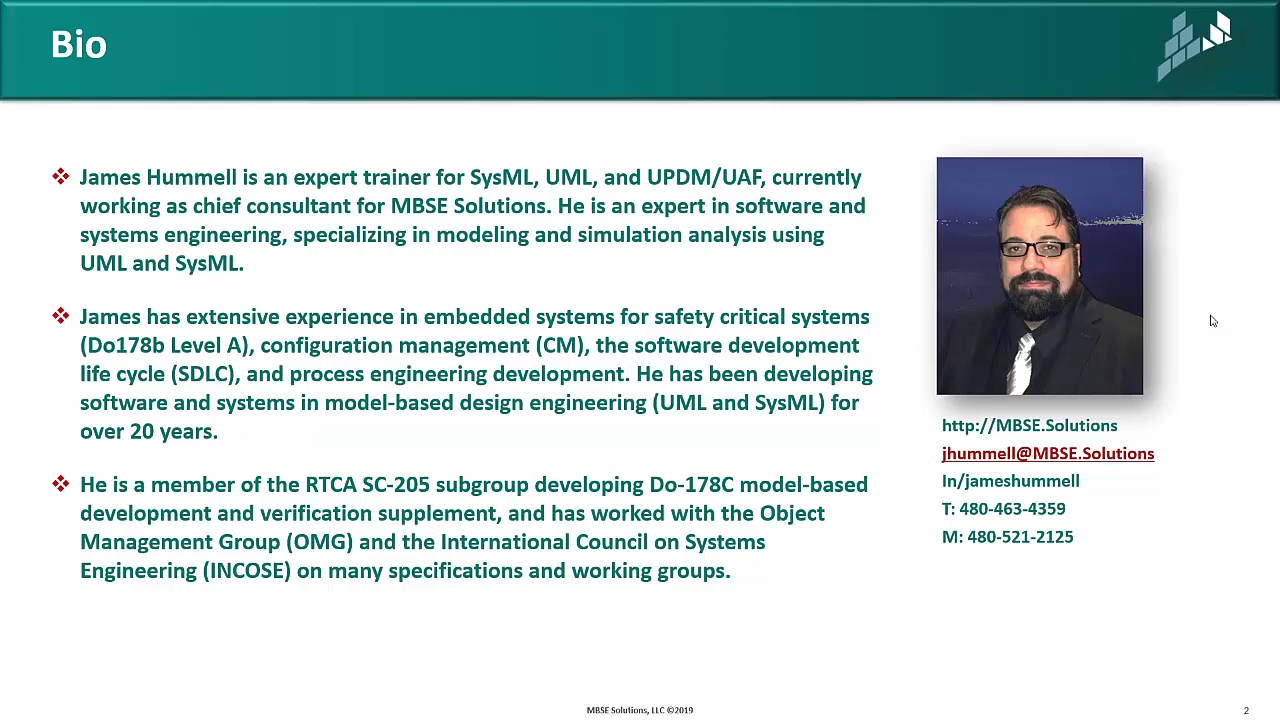 Bio
James Hummell is an expert trainer for SysML, UML, and UPDM/UAF, currently
working as chief consultant for MBSE Solutions. He is an expert in software and
systems engineering, specializing in modeling and simulation analysis using
UML and SysML.
James has extensive experience in embedded systems for safety critical systems
(Do178b Level A), configuration management (CM), the software development
life cycle (SDLC), and process engineering development. He has been developing
software and systems in model-based design engineering (UML and SysML) for
over 20 years.
He is a member of the RTCA SC-205 subgroup developing Do-178C model-based
development and verification supplement, and has worked with the Object
Management Group (OMG) and the International Council on Systems
Engineering (INCOSE) on many specifications and working groups.
http://MBSE.Solutions
jhummell@MBSE.Solutions
In/jameshummell
T: 480-463-4359
M: 480-521-2125
MBSE Solutions, LLC ©2019
2